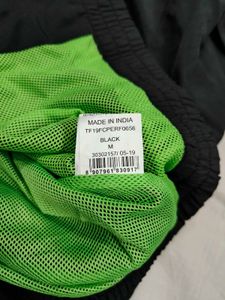 MADE IN INDIA
TF19FCPERF0656
BLACK
M
30302157/ 05-19
8 907961 830917